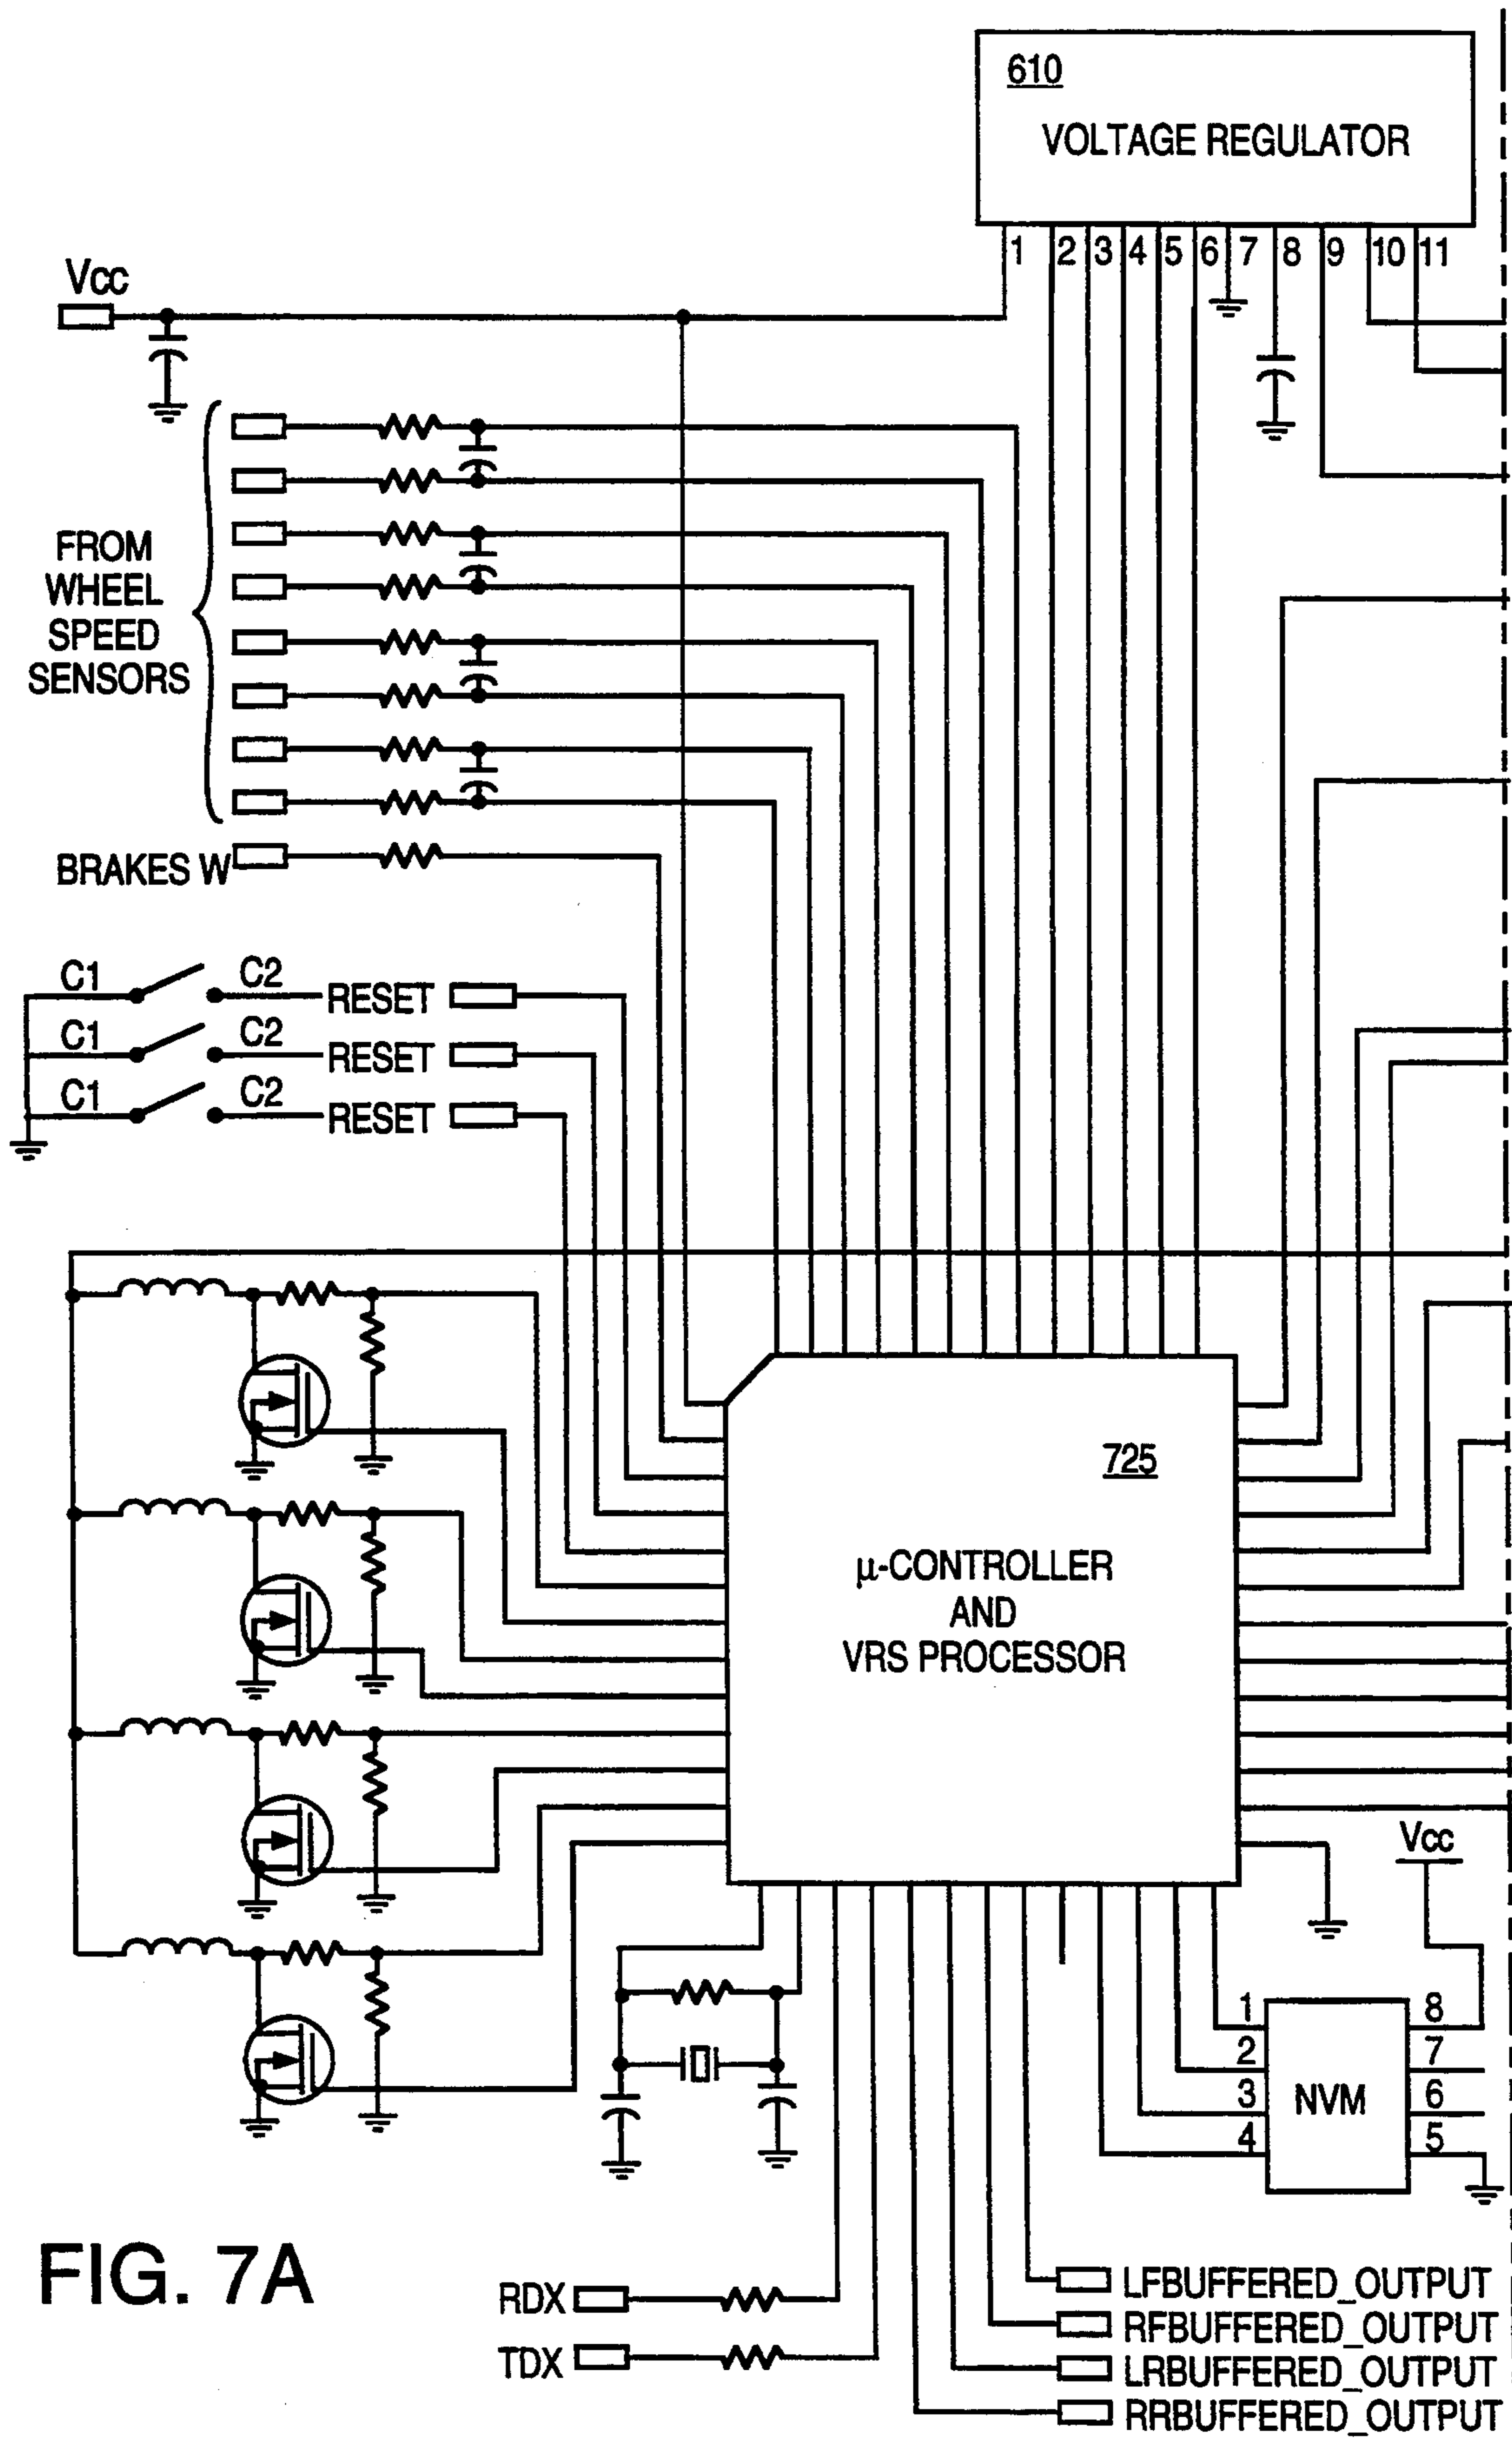 610
VOLTAGE REGULATOR
1 2 3 4 5 6 7 8 9 10 11
Vcc
FROM
WHEEL
SPEED
SENSORS
BRAKES W
C1 C2 RESET
C1 C2 RESET
C1 C2 RESET
725
μ-CONTROLLER
AND
VRS PROCESSOR
Vcc
1 8
2 7
3 NVM 6
4 5
FIG. 7A
RDX
TDX
LFBUFFERED_OUTPUT
RFBUFFERED_OUTPUT
LRBUFFERED_OUTPUT
RRBUFFERED_OUTPUT